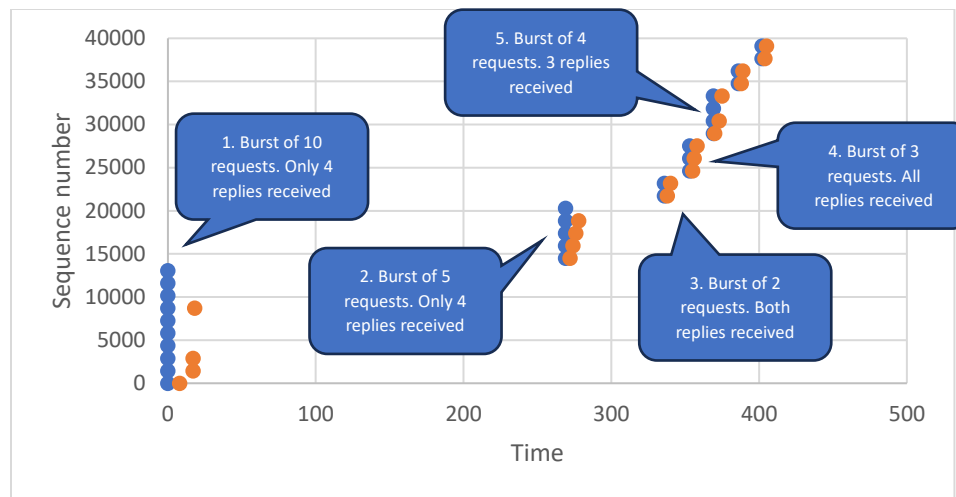 40000
35000
30000
25000
20000
15000
10000
5000
0
Sequence number
0
100
200
300
400
500
Time
1. Burst of 10
requests. Only 4
replies received
2. Burst of 5
requests. Only 4
replies received
3. Burst of 2
requests. Both
replies received
4. Burst of 3
requests. All
replies received
5. Burst of 4
requests. 3 replies
received